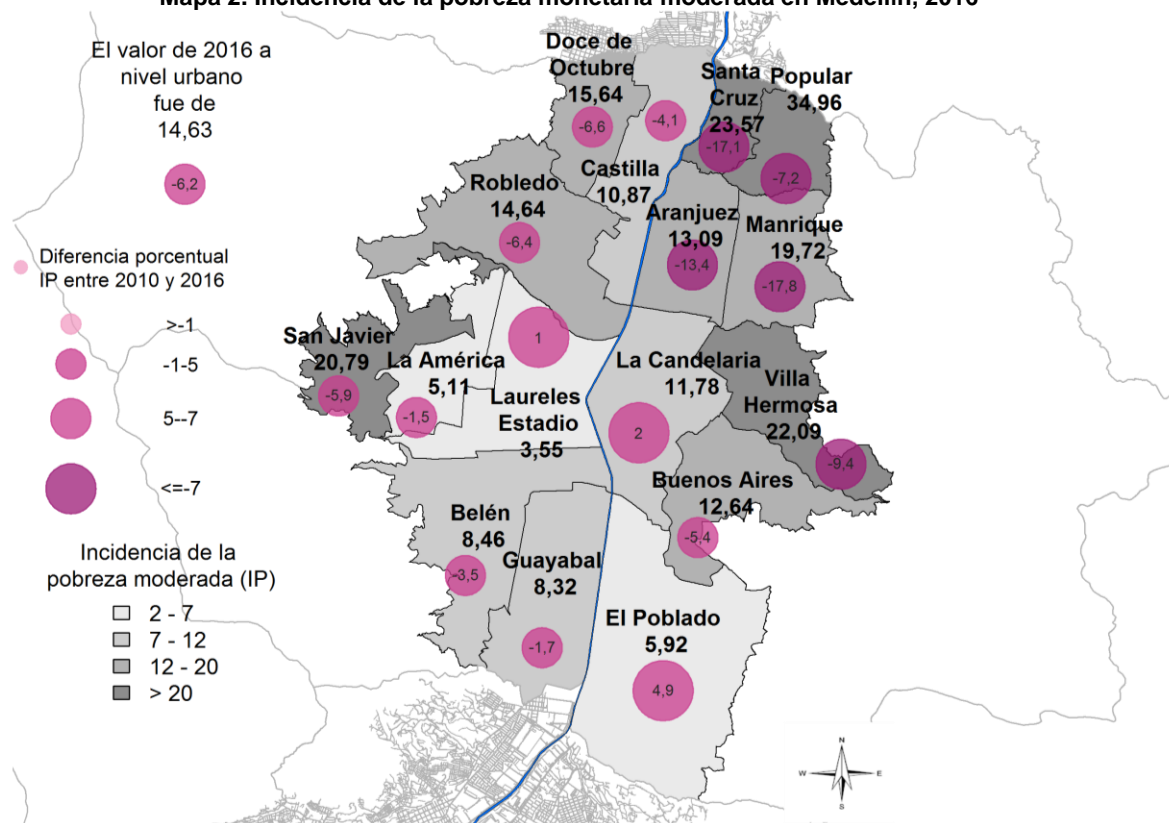 Mapa 2. Incidencia de la pobreza monetaria moderada en Medellín, 2016
El valor de 2016 a
nivel urbano
fue de
14,63
-6,2
Diferencia porcentual
IP entre 2010 y 2016
>-1
-1-5
5--7
<=-7
Incidencia de la
pobreza moderada (IP)
2 - 7
7 - 12
12 - 20
> 20
Doce de
Octubre
15,64
-6,6
-4,1
Castilla
10,87
Santa
Cruz
23,57
-17,1
Popular
34,96
-7,2
Robledo
14,64
-6,4
Aranjuez
13,09
-13,4
Manrique
19,72
-17,8
San Javier
20,79
-5,9
La América
5,11
-1,5
1
Laureles
Estadio
3,55
La Candelaria
11,78
2
Villa
Hermosa
22,09
-9,4
Buenos Aires
12,64
-5,4
Belén
8,46
-3,5
Guayabal
8,32
-1,7
El Poblado
5,92
4,9
N
W
E
S